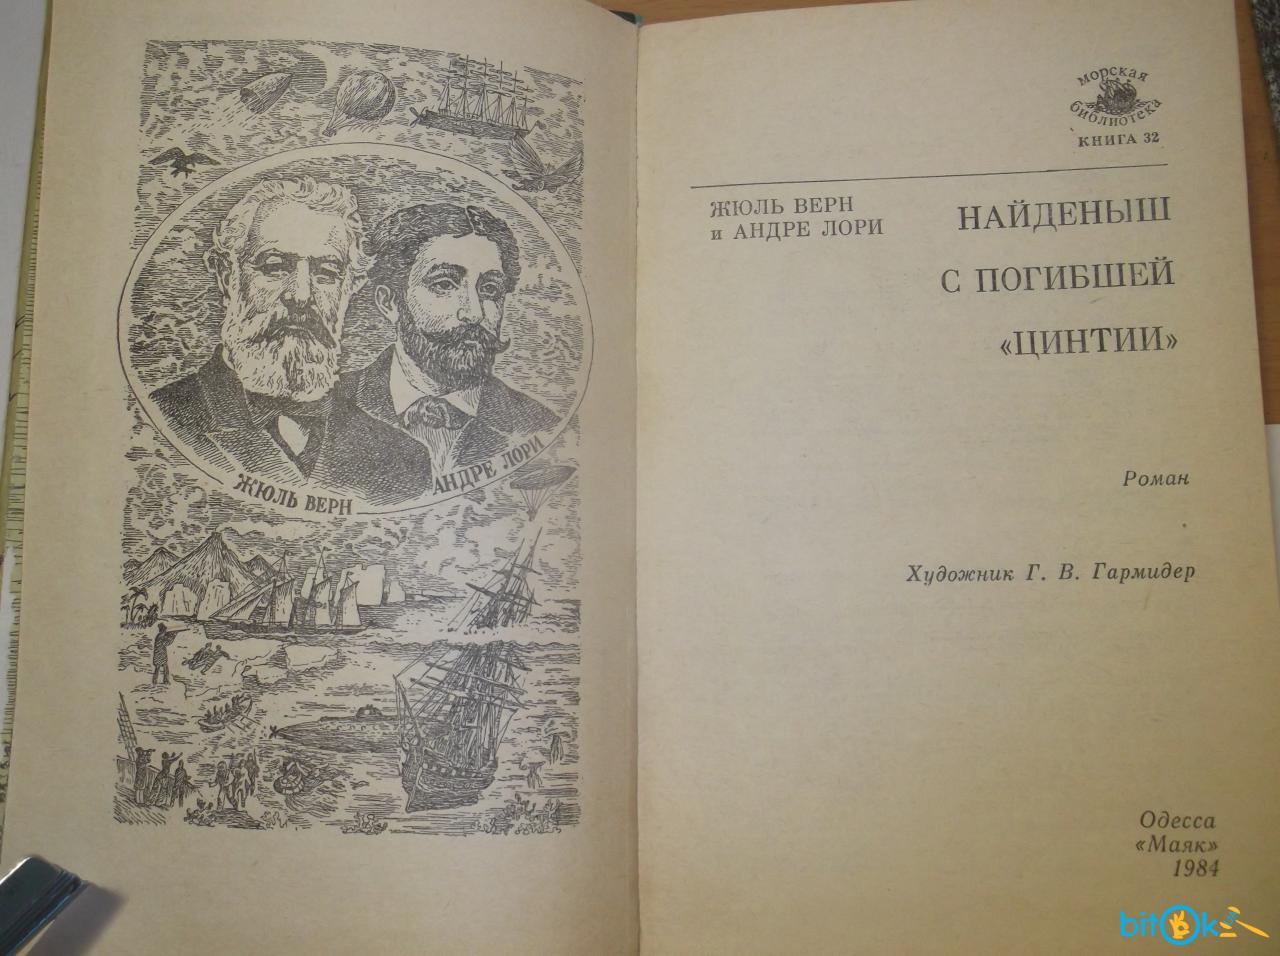 ЖЮЛЬ ВЕРН
АНДРЕ ЛОРИ
морская
библиотека
КНИГА 32
ЖЮЛЬ ВЕРН
и АНДРЕ ЛОРИ
НАЙДЕНЫШ
С ПОГИБШЕЙ
«ЦИНТИИ»
Роман
Художник Г. В. Гармидер
Одесса
«Маяк»
1984
bitOk